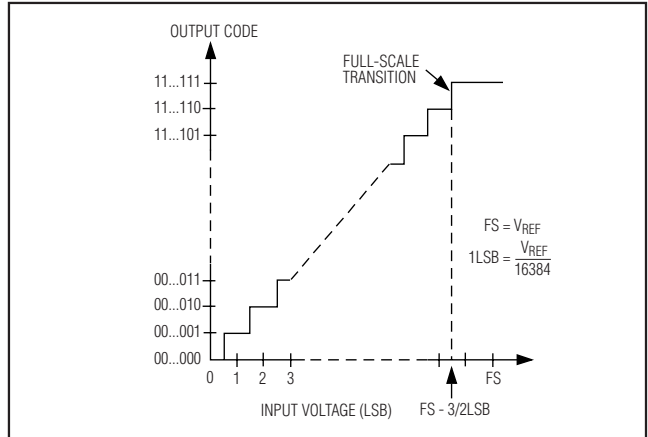 OUTPUT CODE
FULL-SCALE
TRANSITION
11...111
11...110
11...101
FS = VREF
1LSB = VREF
16384
00...011
00...010
00...001
00...000
0 1 2 3 FS
INPUT VOLTAGE (LSB) FS - 3/2LSB